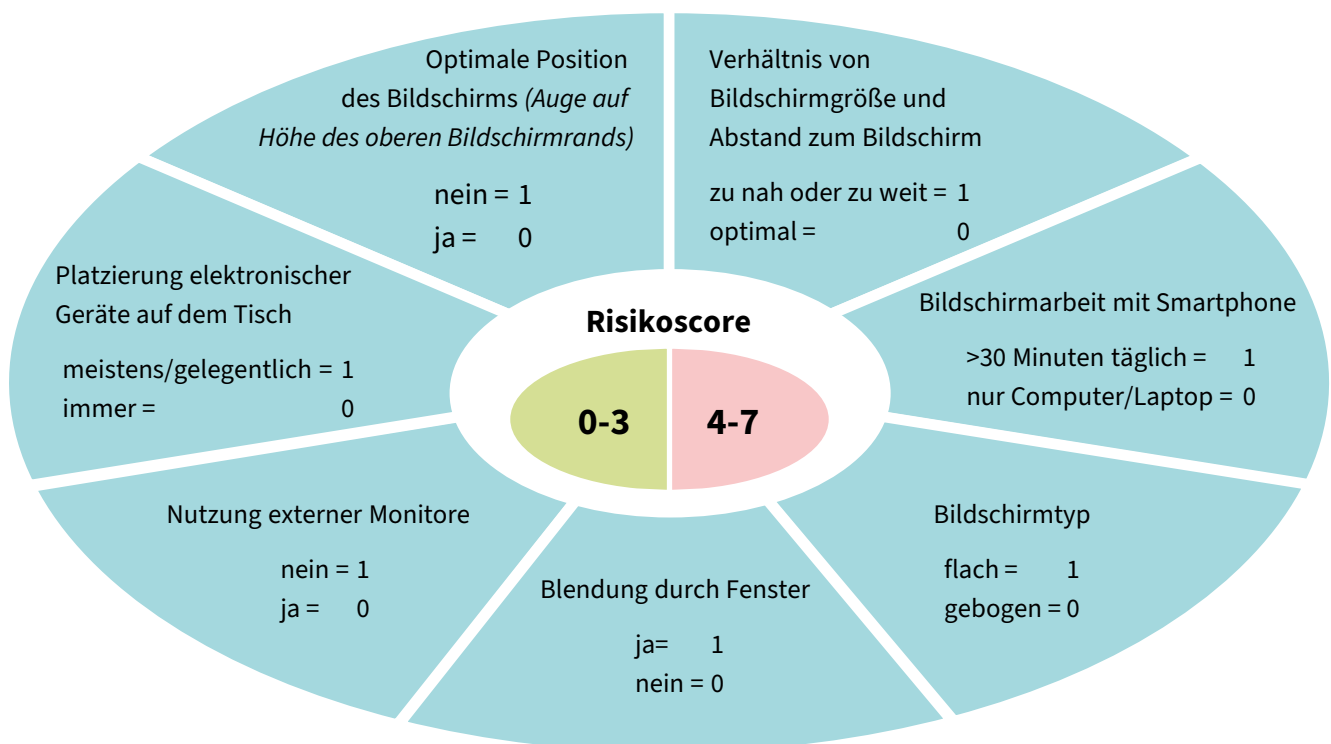 Optimale Position
des Bildschirms (Auge auf
Höhe des oberen Bildschirmrands)
nein = 1
ja = 0
Verhältnis von
Bildschirmgröße und
Abstand zum Bildschirm
zu nah oder zu weit = 1
optimal = 0
Platzierung elektronischer
Geräte auf dem Tisch
meistens/gelegentlich = 1
immer = 0
Risikoscore
0-3
4-7
Bildschirmarbeit mit Smartphone
>30 Minuten täglich = 1
nur Computer/Laptop = 0
Nutzung externer Monitore
nein = 1
ja = 0
Blendung durch Fenster
ja= 1
nein = 0
Bildschirmtyp
flach = 1
gebogen = 0